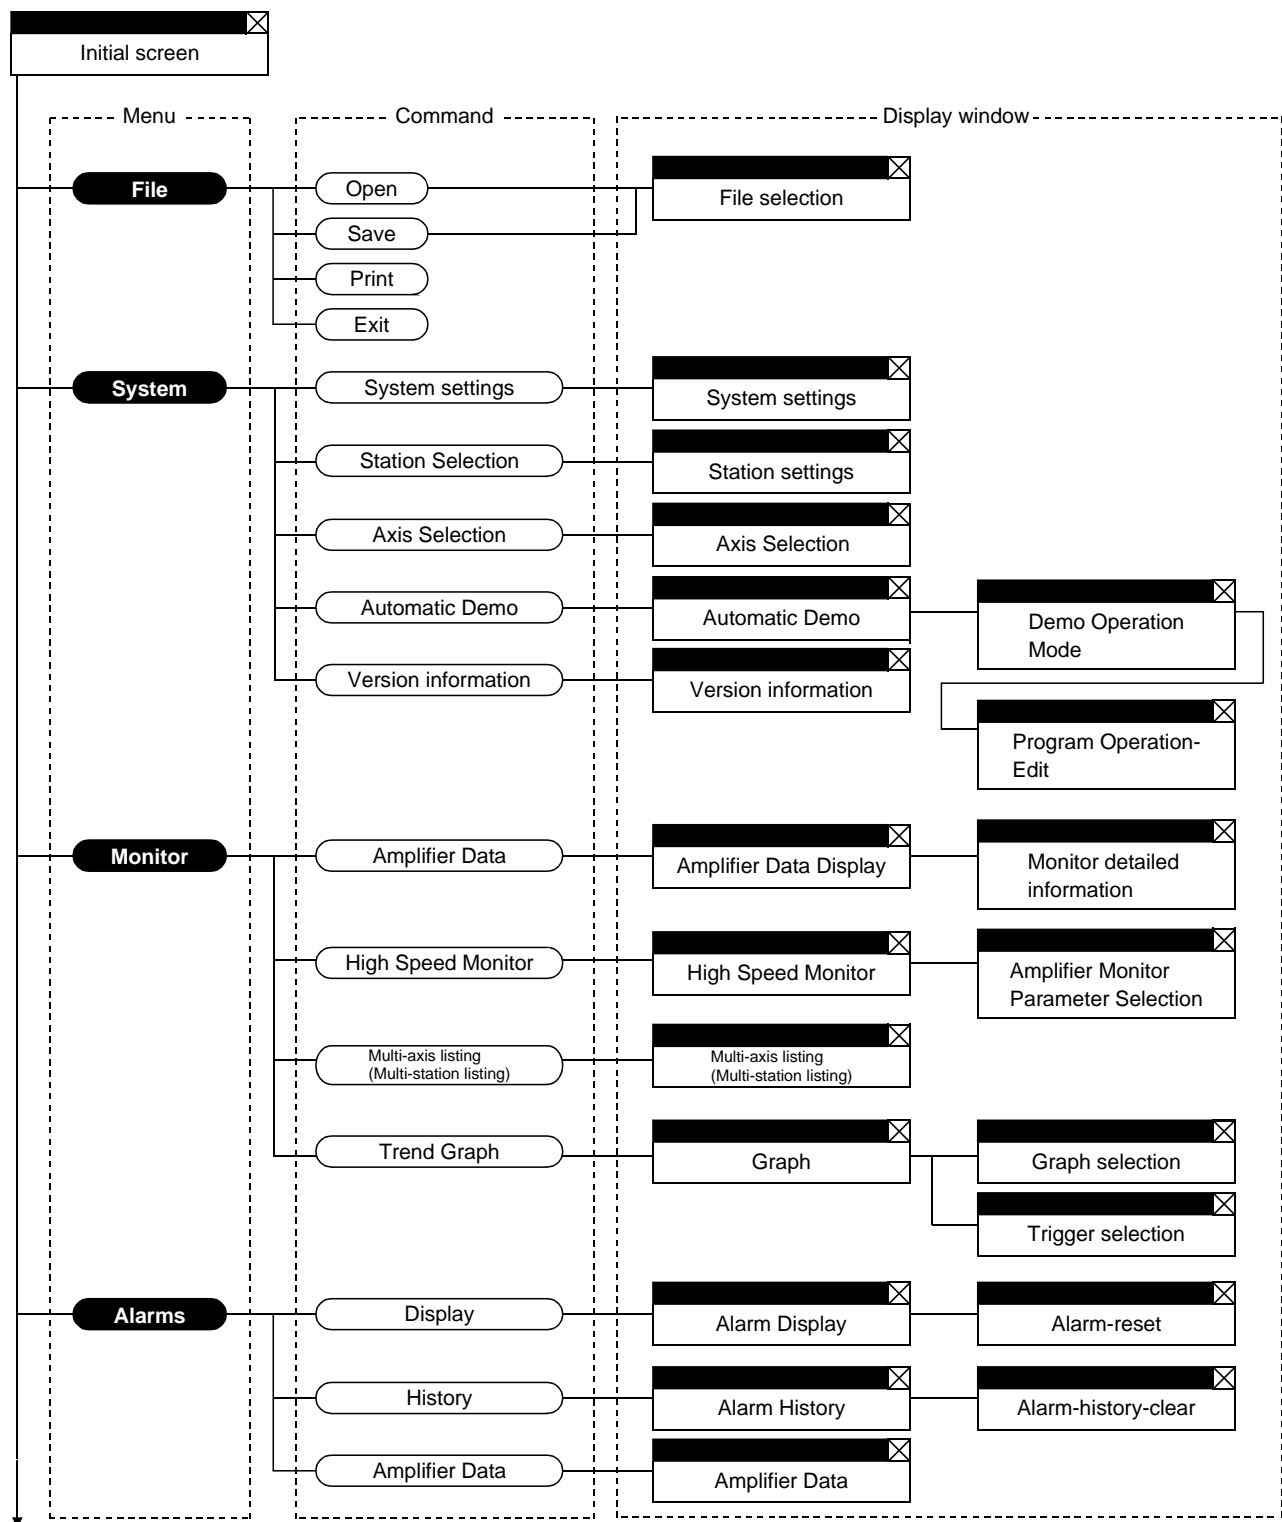 Initial screen
Menu
Command
Display window
File
Open
File selection
Save
Print
Exit
System
System settings
System settings
Station Selection
Station settings
Axis Selection
Axis Selection
Automatic Demo
Automatic Demo
Demo Operation
Mode
Version information
Version information
Program Operation-
Edit
Monitor
Amplifier Data
Amplifier Data Display
Monitor detailed
information
High Speed Monitor
High Speed Monitor
Amplifier Monitor
Parameter Selection
Multi-axis listing
(Multi-station listing)
Multi-axis listing
(Multi-station listing)
Trend Graph
Graph
Graph selection
Trigger selection
Alarms
Display
Alarm Display
Alarm-reset
History
Alarm History
Alarm-history-clear
Amplifier Data
Amplifier Data